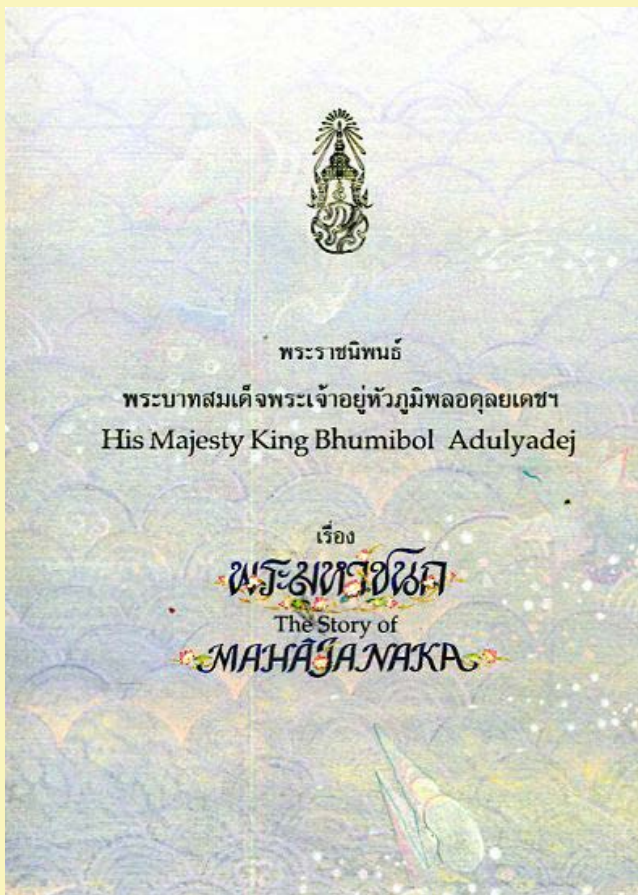 พระราชนิพนธ์
พระบาทสมเด็จพระเจ้าอยู่หัวภูมิพลอดุลยเดชฯ
His Majesty King Bhumibol Adulyadej
เรื่อง
พระมหาชนก
The Story of
MAHĀJANAKA